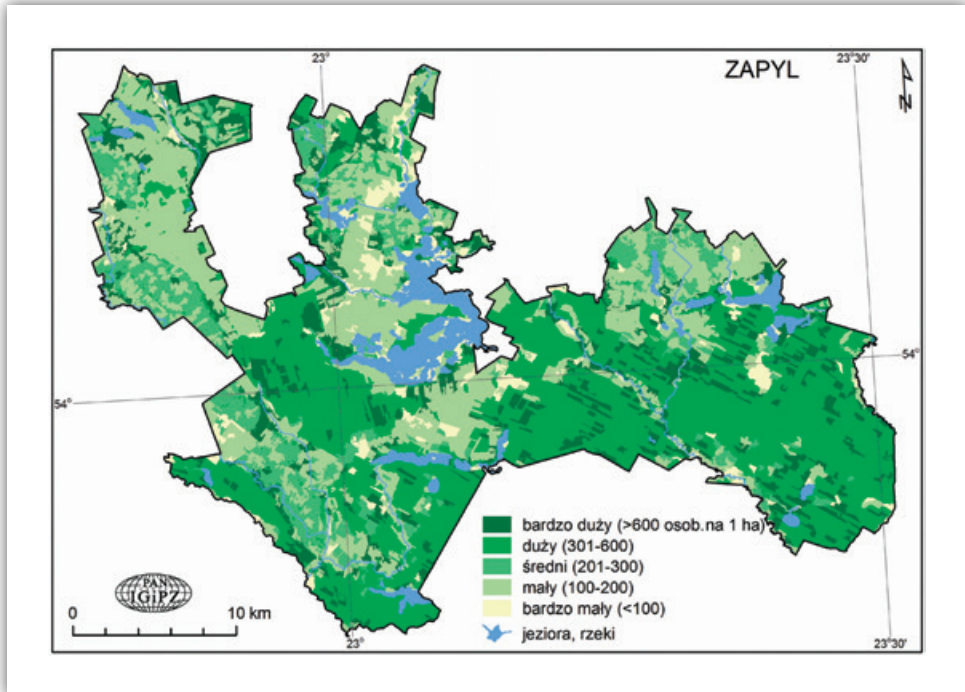 23°
23°30'
ZAPYL
Z
54°
54°
bardzo duży (>600 osob.na 1 ha)
duży (301-600)
średni (201-300)
mały (100-200)
bardzo mały (<100)
jeziora, rzeki
PAN
IGiPZ
0 10 km
23°
23°30'